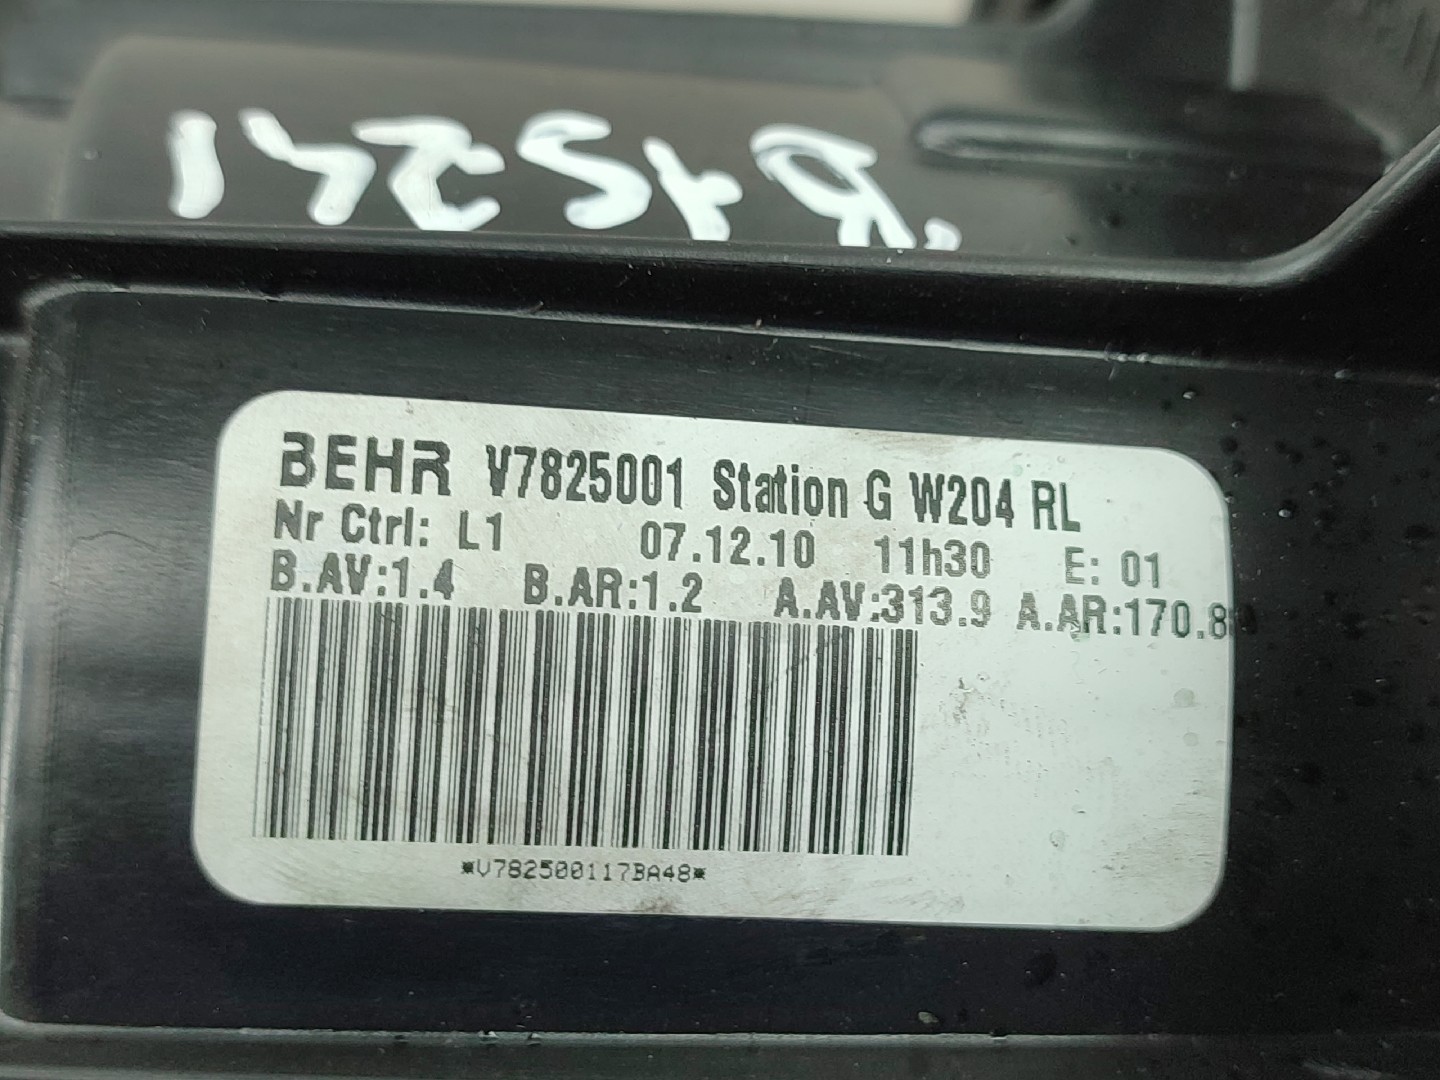 BEHR V7825001 Station G W204 RL
Nr Ctrl: L1 07.12.10 11h30 E: 01
B.AV:1.4 B.AR:1.2 A.AV:313.9 A.AR:170.8
*V782500117BA48*